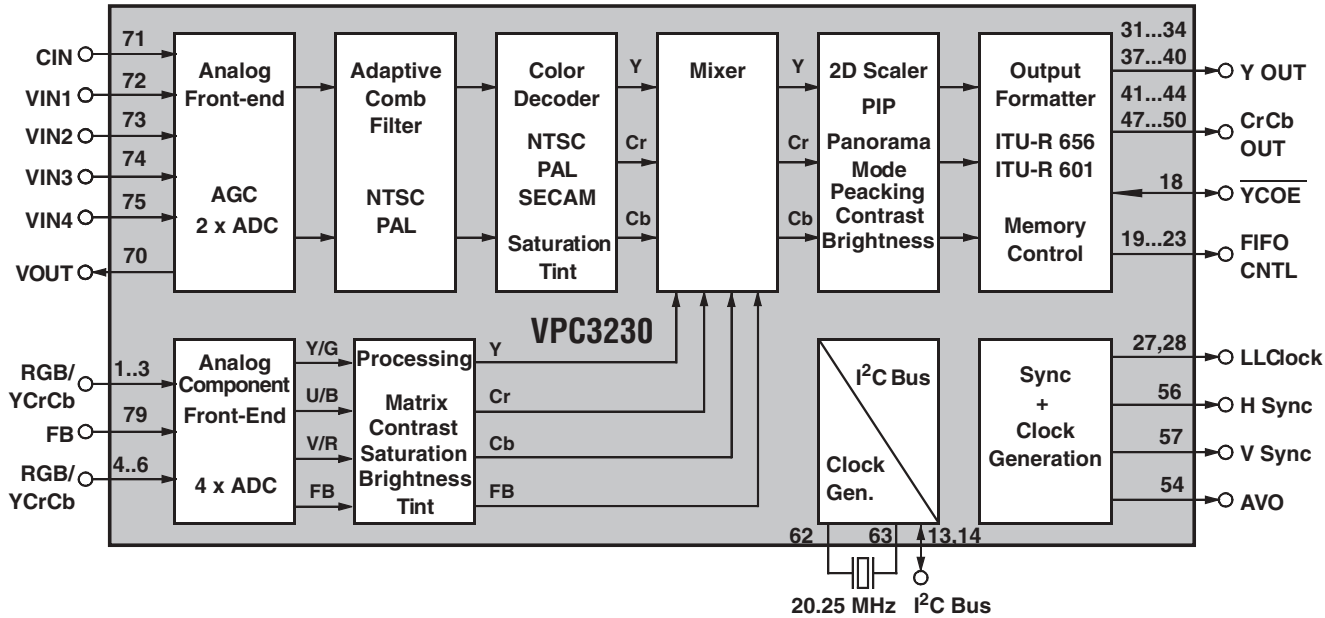 CIN
71
VIN1
72
VIN2
73
VIN3
74
VIN4
75
VOUT
70
Analog
Front-end
AGC
2 x ADC
Adaptive
Comb
Filter
NTSC
PAL
Color
Decoder
NTSC
PAL
SECAM
Saturation
Tint
Y
Cr
Cb
Mixer
Y
Cr
Cb
2D Scaler
PIP
Panorama
Mode
Peacking
Contrast
Brightness
Output
Formatter
ITU-R 656
ITU-R 601
Memory
Control
31...34
37...40
Y OUT
41...44
47...50
CrCb
OUT
18
YCOE
19...23
FIFO
CNTL
VPC3230
RGB/
YCrCb
1..3
FB
79
RGB/
YCrCb
4..6
Analog
Component
Front-End
4 x ADC
Y/G
U/B
V/R
FB
Processing
Matrix
Contrast
Saturation
Brightness
Tint
Y
Cr
Cb
FB
I²C Bus
Clock
Gen.
62
63
13,14
20.25 MHz
I²C Bus
Sync
+
Clock
Generation
27,28
LLClock
56
H Sync
57
V Sync
54
AVO